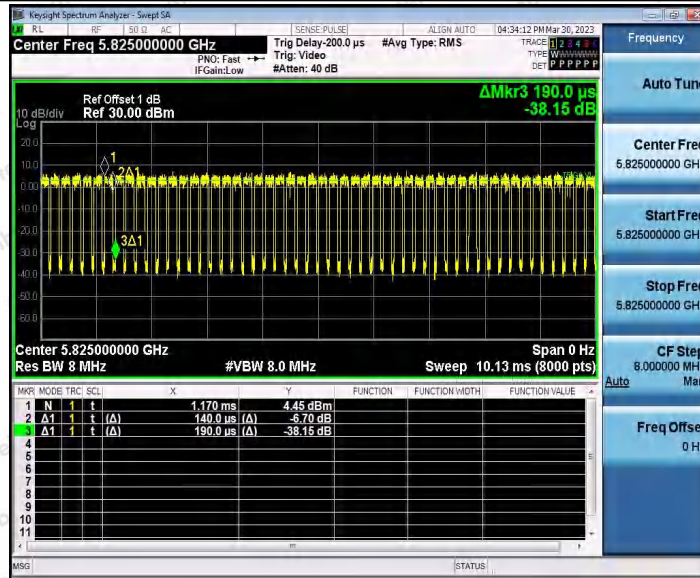 Keysight Spectrum Analyzer - Swept SA
RL RF 50 Ω AC SENSE:PULSE ALIGN AUTO 04:34:12 PM Mar 30, 2023
Center Freq 5.825000000 GHz
Trig Delay-200.0 µs #Avg Type: RMS
TRACE 1 2 3 4 5 6
PNO: Fast Trig: Video
TYPE
IFGain:Low #Atten: 40 dB
DET P P P P P P
ΔMkr3 190.0 µs
-38.15 dB
Ref Offset 1 dB
10 dB/div Ref 30.00 dBm
Log
20.0
10.0
0.00
-10.0
-20.0
-30.0
-40.0
-50.0
-60.0
1
2Δ1
3Δ1
Center 5.825000000 GHz Span 0 Hz
Res BW 8 MHz #VBW 8.0 MHz Sweep 10.13 ms (8000 pts)
MKR MODE TRC SCL X Y FUNCTION FUNCTION WIDTH FUNCTION VALUE
1 N 1 t 1.170 ms 4.45 dBm
2 Δ1 1 t (Δ) 140.0 µs (Δ) -6.70 dB
3 Δ1 1 t (Δ) 190.0 µs (Δ) -38.15 dB
4
5
6
7
8
9
10
11
MSG STATUS
Frequency
Auto Tune
Center Freq
5.825000000 GH
Start Freq
5.825000000 GH
Stop Freq
5.825000000 GH
CF Step
8.000000 MH
Auto Ma
Freq Offse
0 H